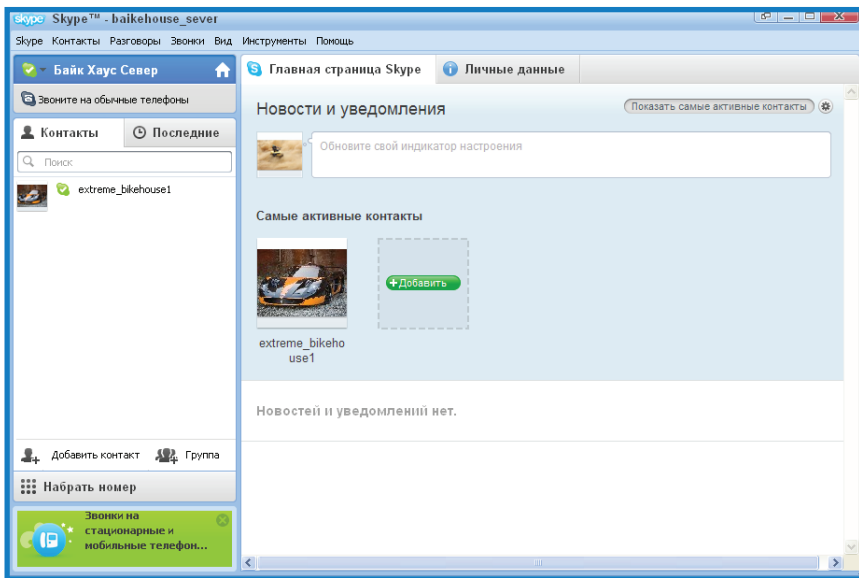 skype Skype™ - baikehouse_sever
Skype Контакты Разговоры Звонки Вид Инструменты Помощь
Байк Хаус Север
Главная страница Skype
Личные данные
Звоните на обычные телефоны
Новости и уведомления
Показать самые активные контакты
Контакты
Последние
Обновите свой индикатор настроения
Поиск
extreme_bikehouse1
Самые активные контакты
Добавить
extreme_bikeho
use1
Новостей и уведомлений нет.
Добавить контакт
Группа
Набрать номер
Звонки на
стационарные и
мобильные телефон...